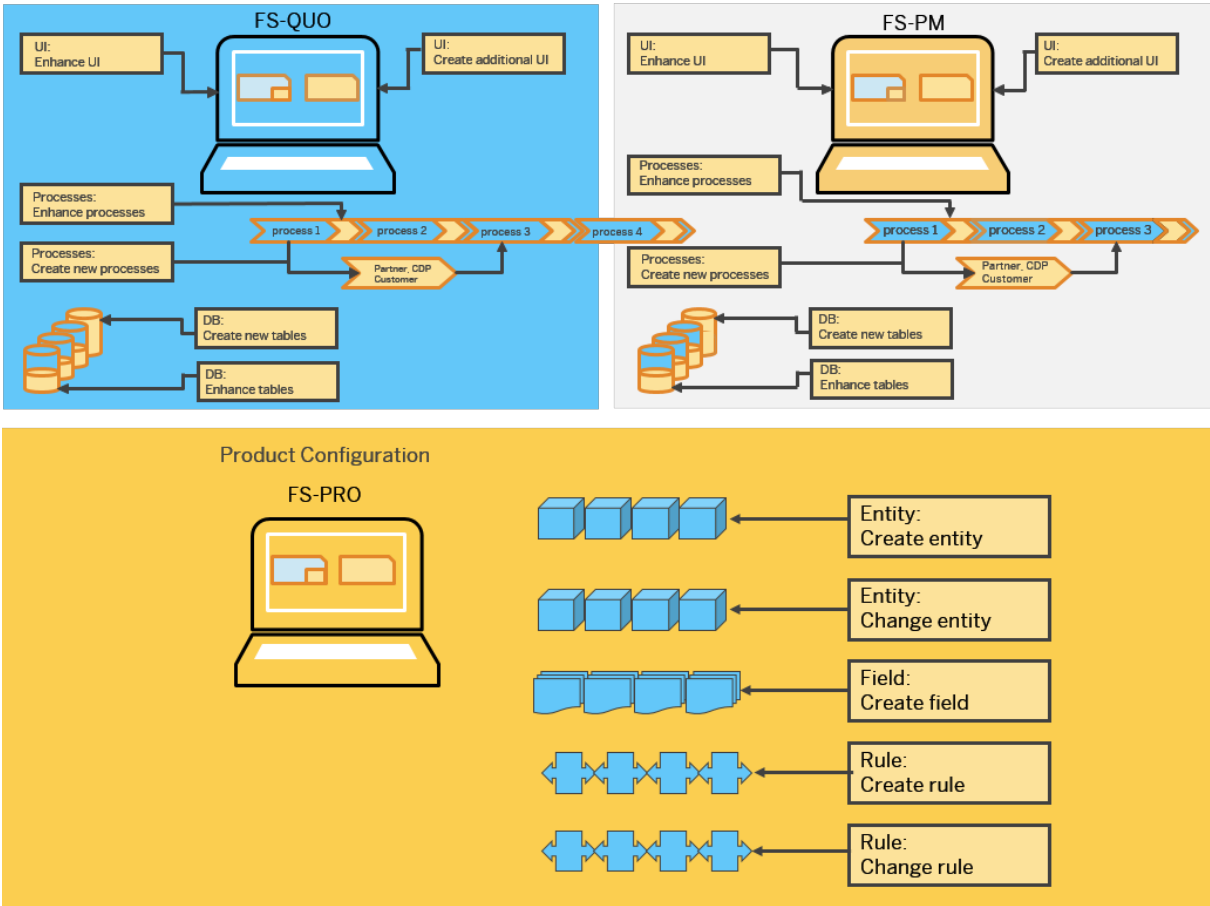 FS-QUO
UI:
Enhance UI
UI:
Create additional UI
Processes:
Enhance processes
process 1
process 2
process 3
process 4
Processes:
Create new processes
Partner, CDP
Customer
DB:
Create new tables
DB:
Enhance tables
FS-PM
UI:
Enhance UI
UI:
Create additional UI
Processes:
Enhance processes
process 1
process 2
process 3
Processes:
Create new processes
Partner, CDP
Customer
DB:
Create new tables
DB:
Enhance tables
Product Configuration
FS-PRO
Entity:
Create entity
Entity:
Change entity
Field:
Create field
Rule:
Create rule
Rule:
Change rule